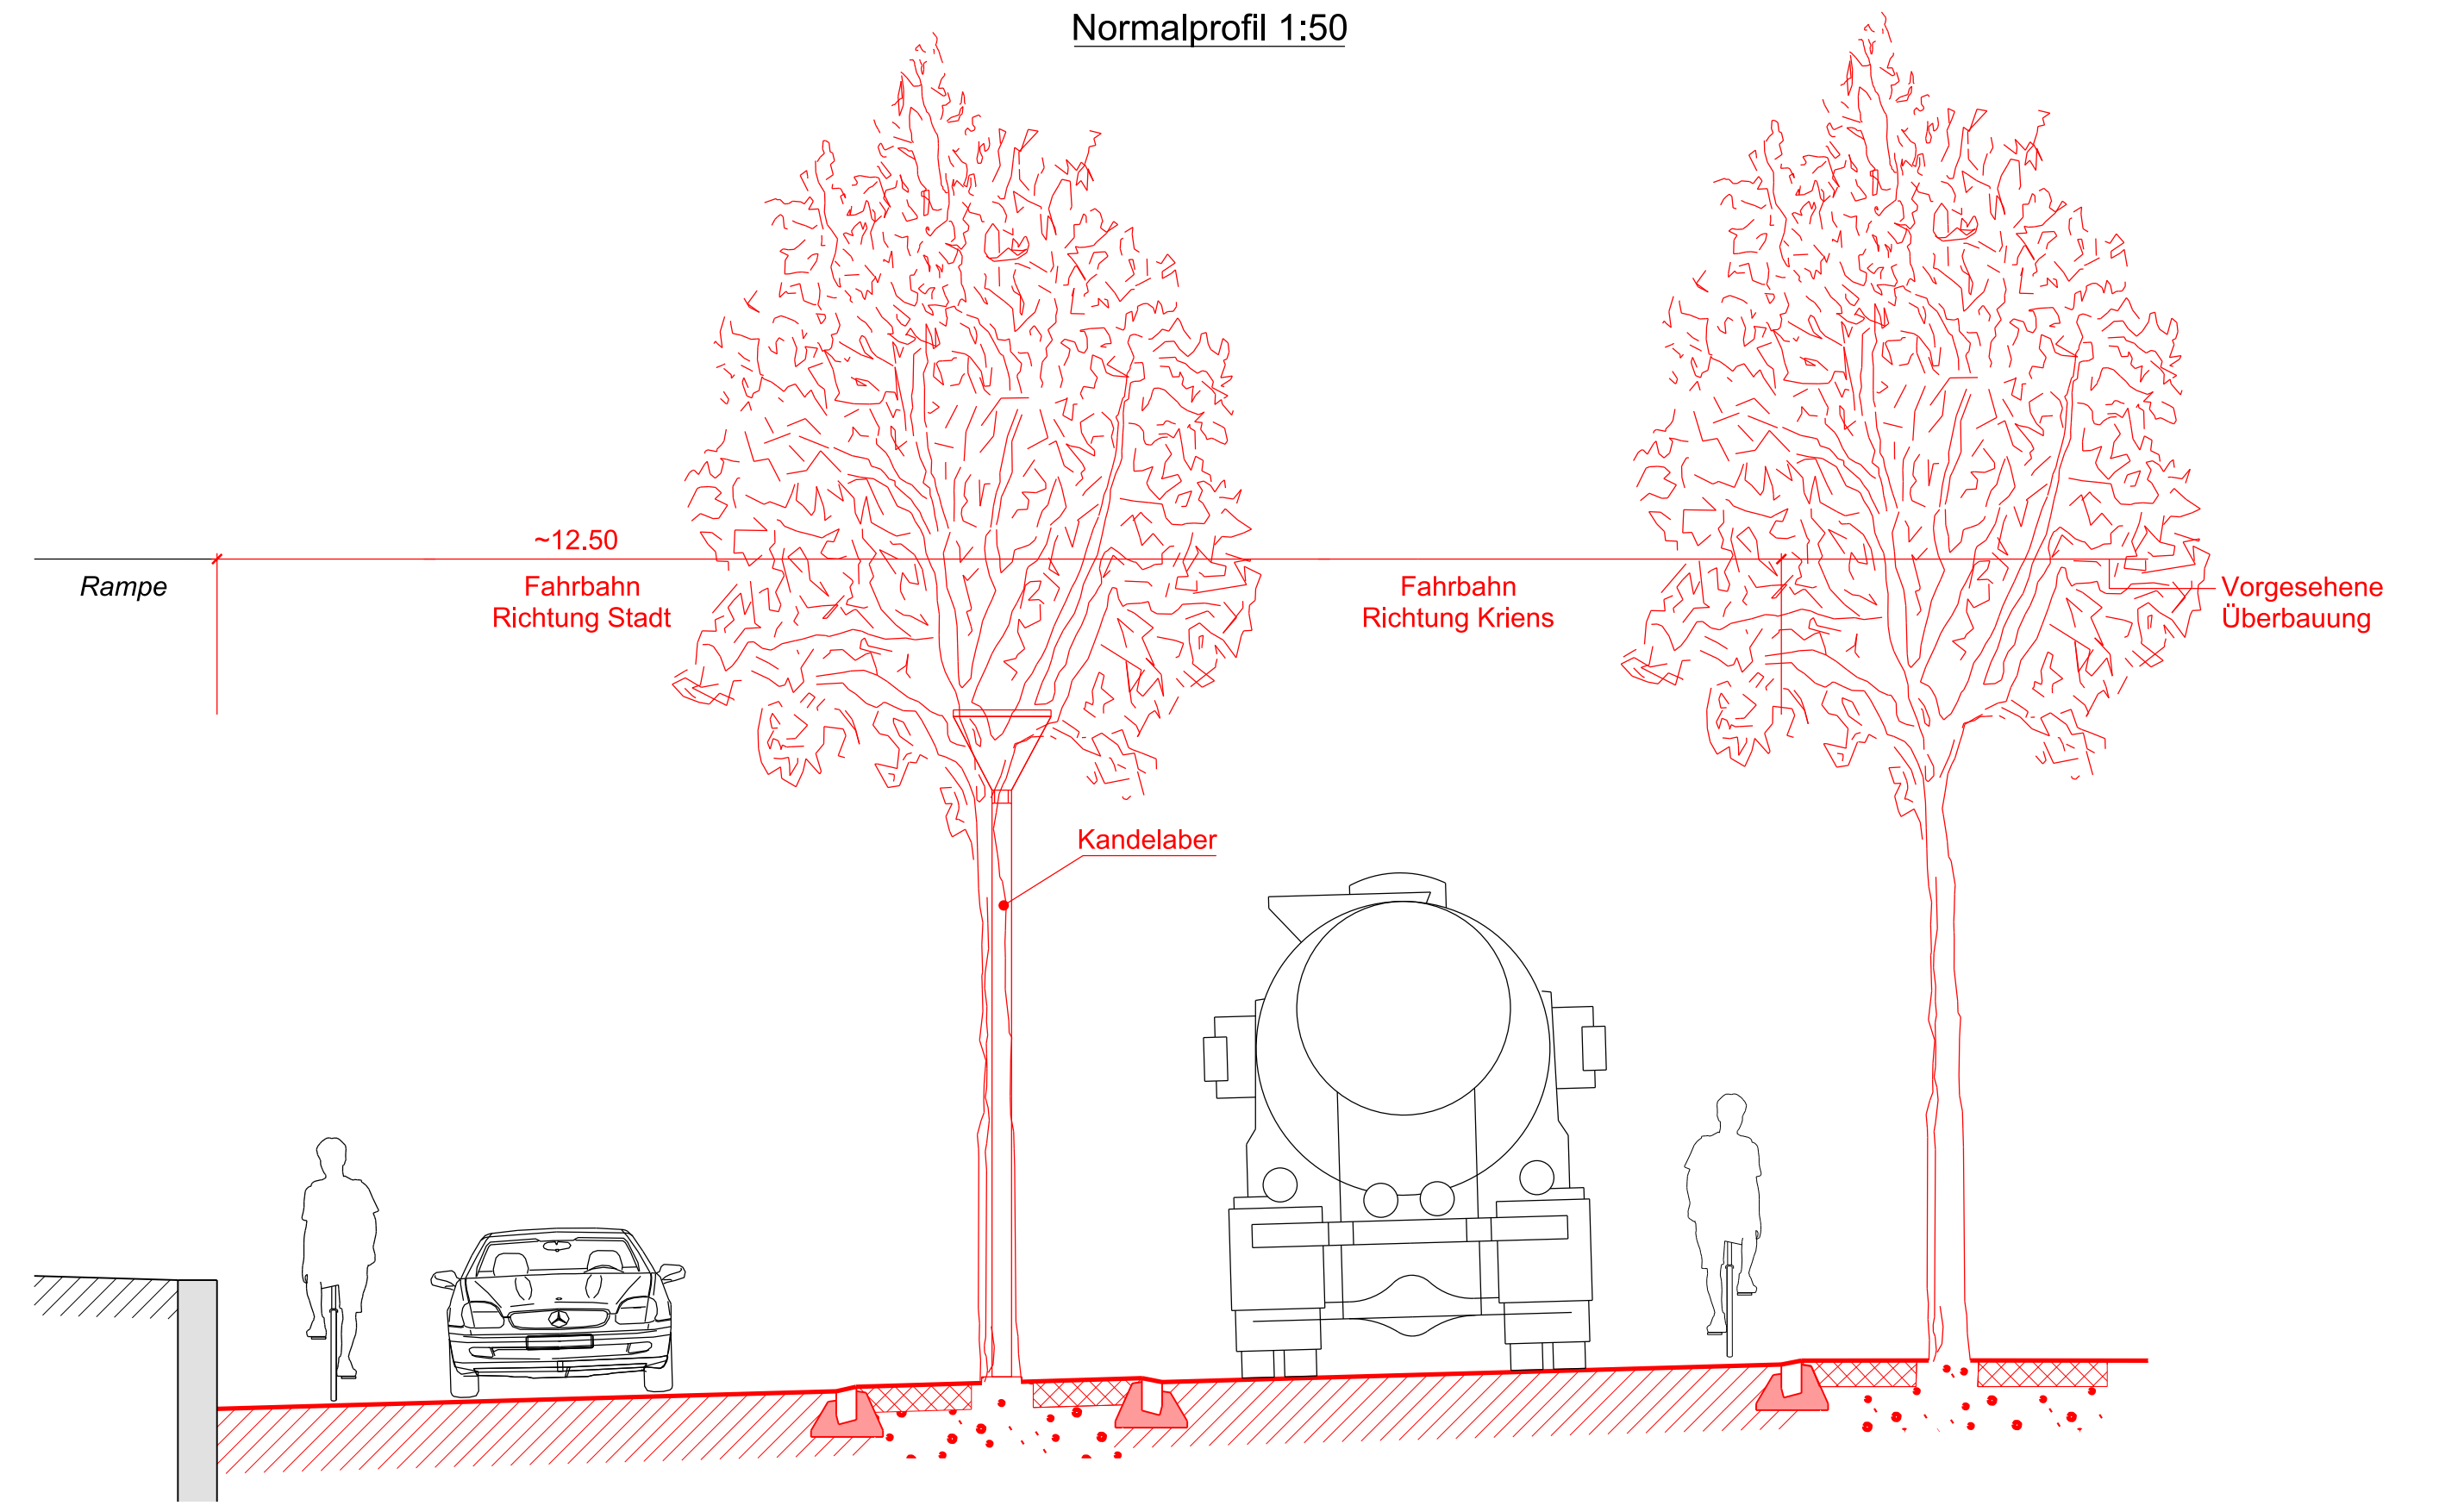 Normalprofil 1:50
~12.50
Rampe
Fahrbahn
Richtung Stadt
Fahrbahn
Richtung Kriens
Vorgesehene
Überbauung
Kandelaber